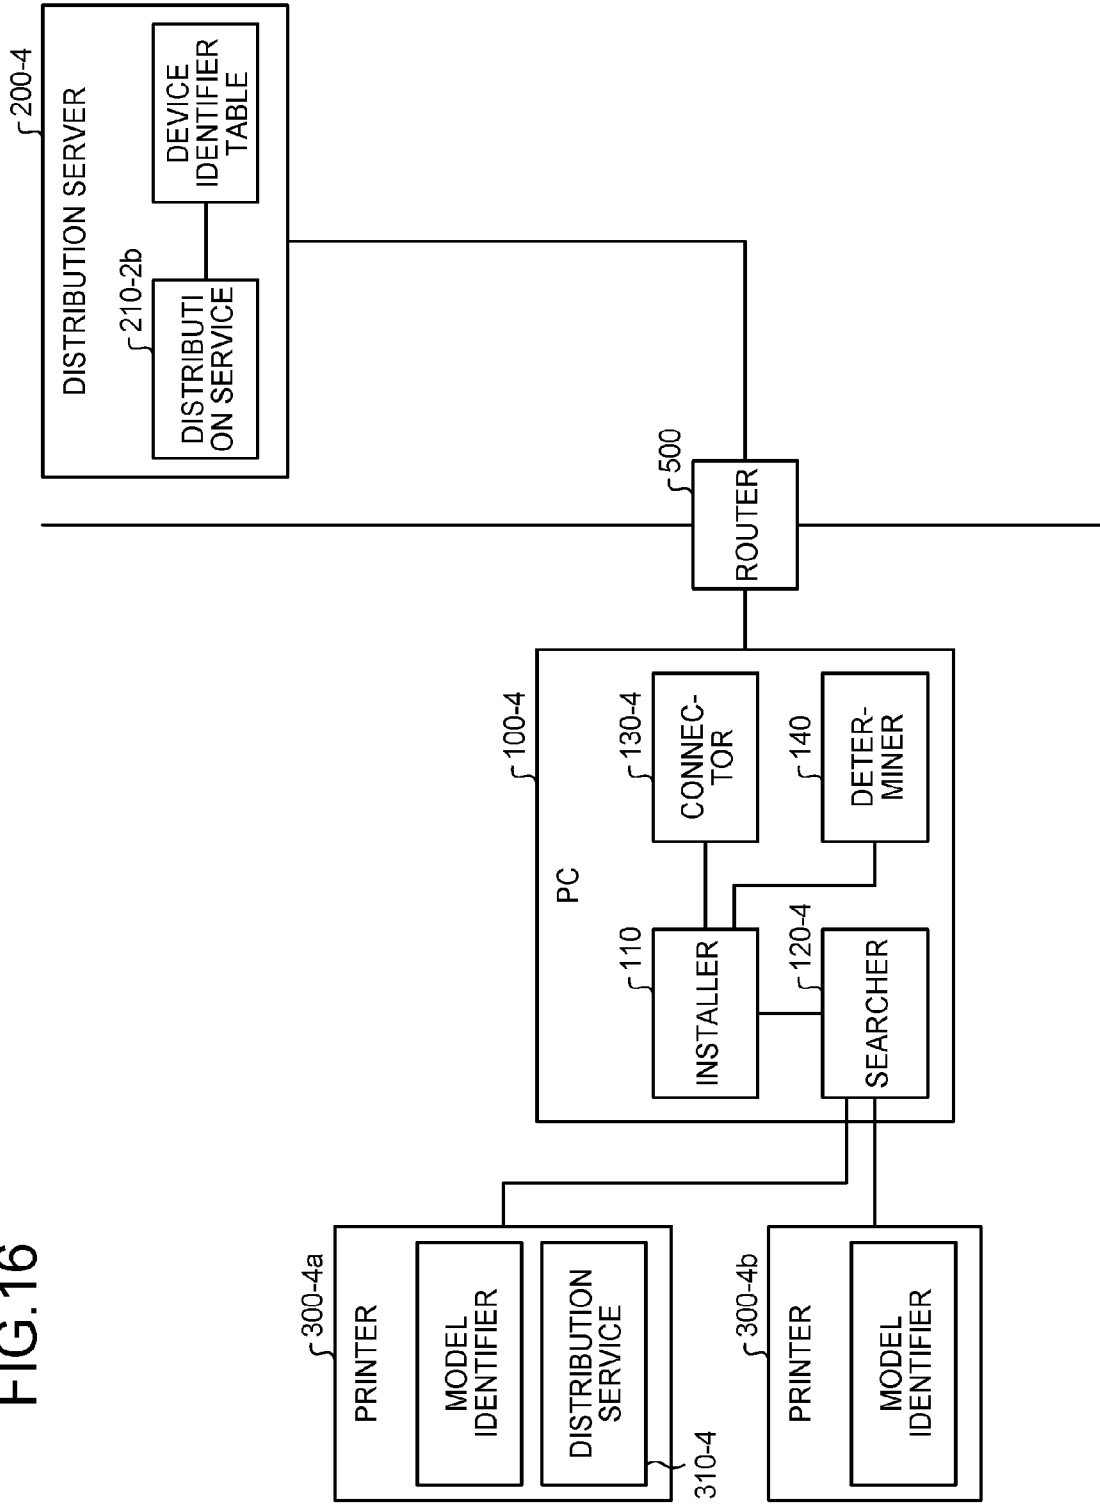 FIG.16
300-4a
PRINTER
MODEL
IDENTIFIER
DISTRIBUTION
SERVICE
310-4
300-4b
PRINTER
MODEL
IDENTIFIER
100-4
PC
110
INSTALLER
130-4
CONNEC-
TOR
120-4
SEARCHER
140
DETER-
MINER
500
ROUTER
200-4
DISTRIBUTION SERVER
210-2b
DISTRIBUTI
ON SERVICE
DEVICE
IDENTIFIER
TABLE